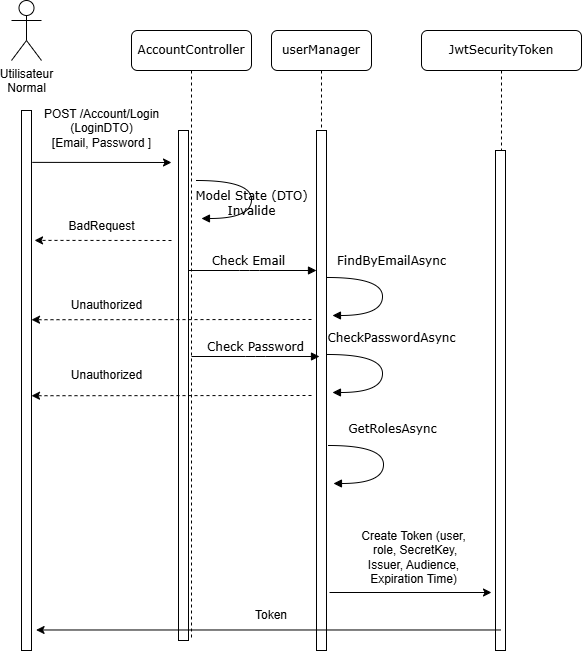 AccountController
userManager
JwtSecurityToken
Utilisateur
Normal
POST /Account/Login
(LoginDTO)
[Email, Password ]
Model State (DTO)
Invalide
BadRequest
Check Email
FindByEmailAsync
Unauthorized
Check Password
CheckPasswordAsync
Unauthorized
GetRolesAsync
Create Token (user,
role, SecretKey,
Issuer, Audience,
Expiration Time)
Token